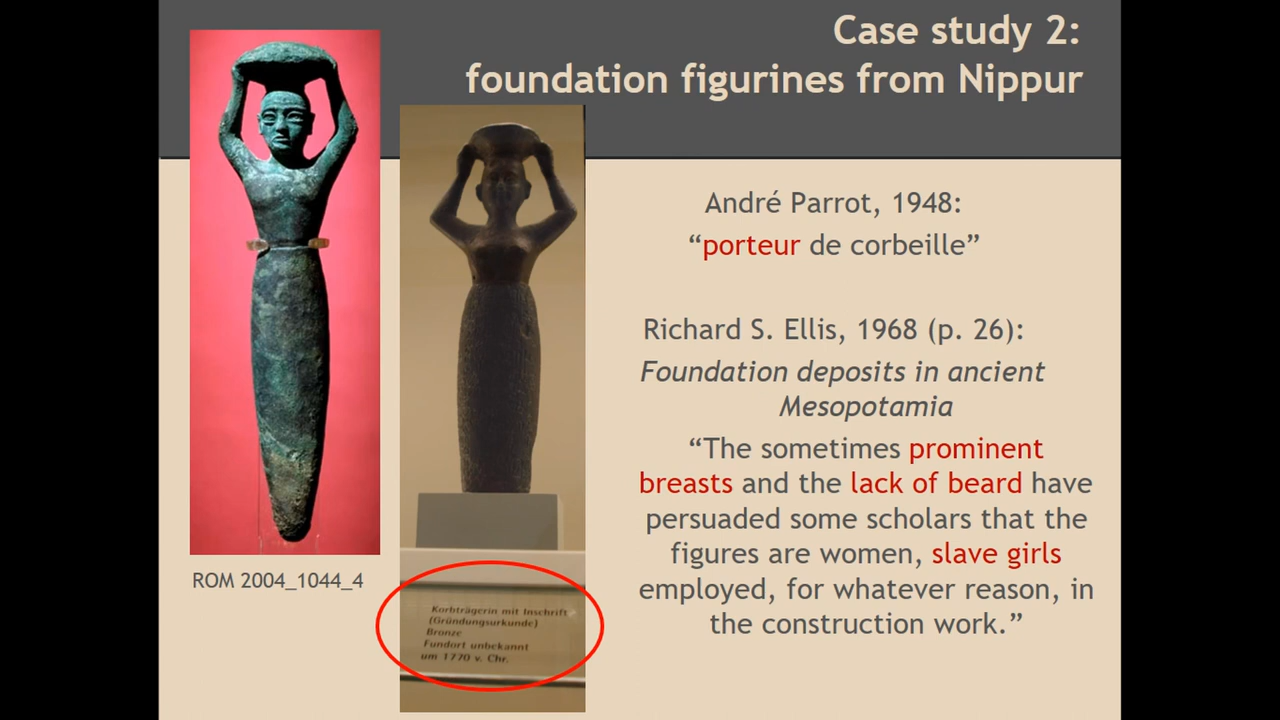 Case study 2:
foundation figurines from Nippur
André Parrot, 1948:
“porteur de corbeille”
Richard S. Ellis, 1968 (p. 26):
Foundation deposits in ancient
Mesopotamia
“The sometimes prominent
breasts and the lack of beard have
persuaded some scholars that the
figures are women, slave girls
employed, for whatever reason, in
the construction work.”
ROM 2004_1044_4
Korbträgerin mit Inschrift
(Gründungsurkunde)
Bronze
Fundort unbekannt
um 1770 v. Chr.